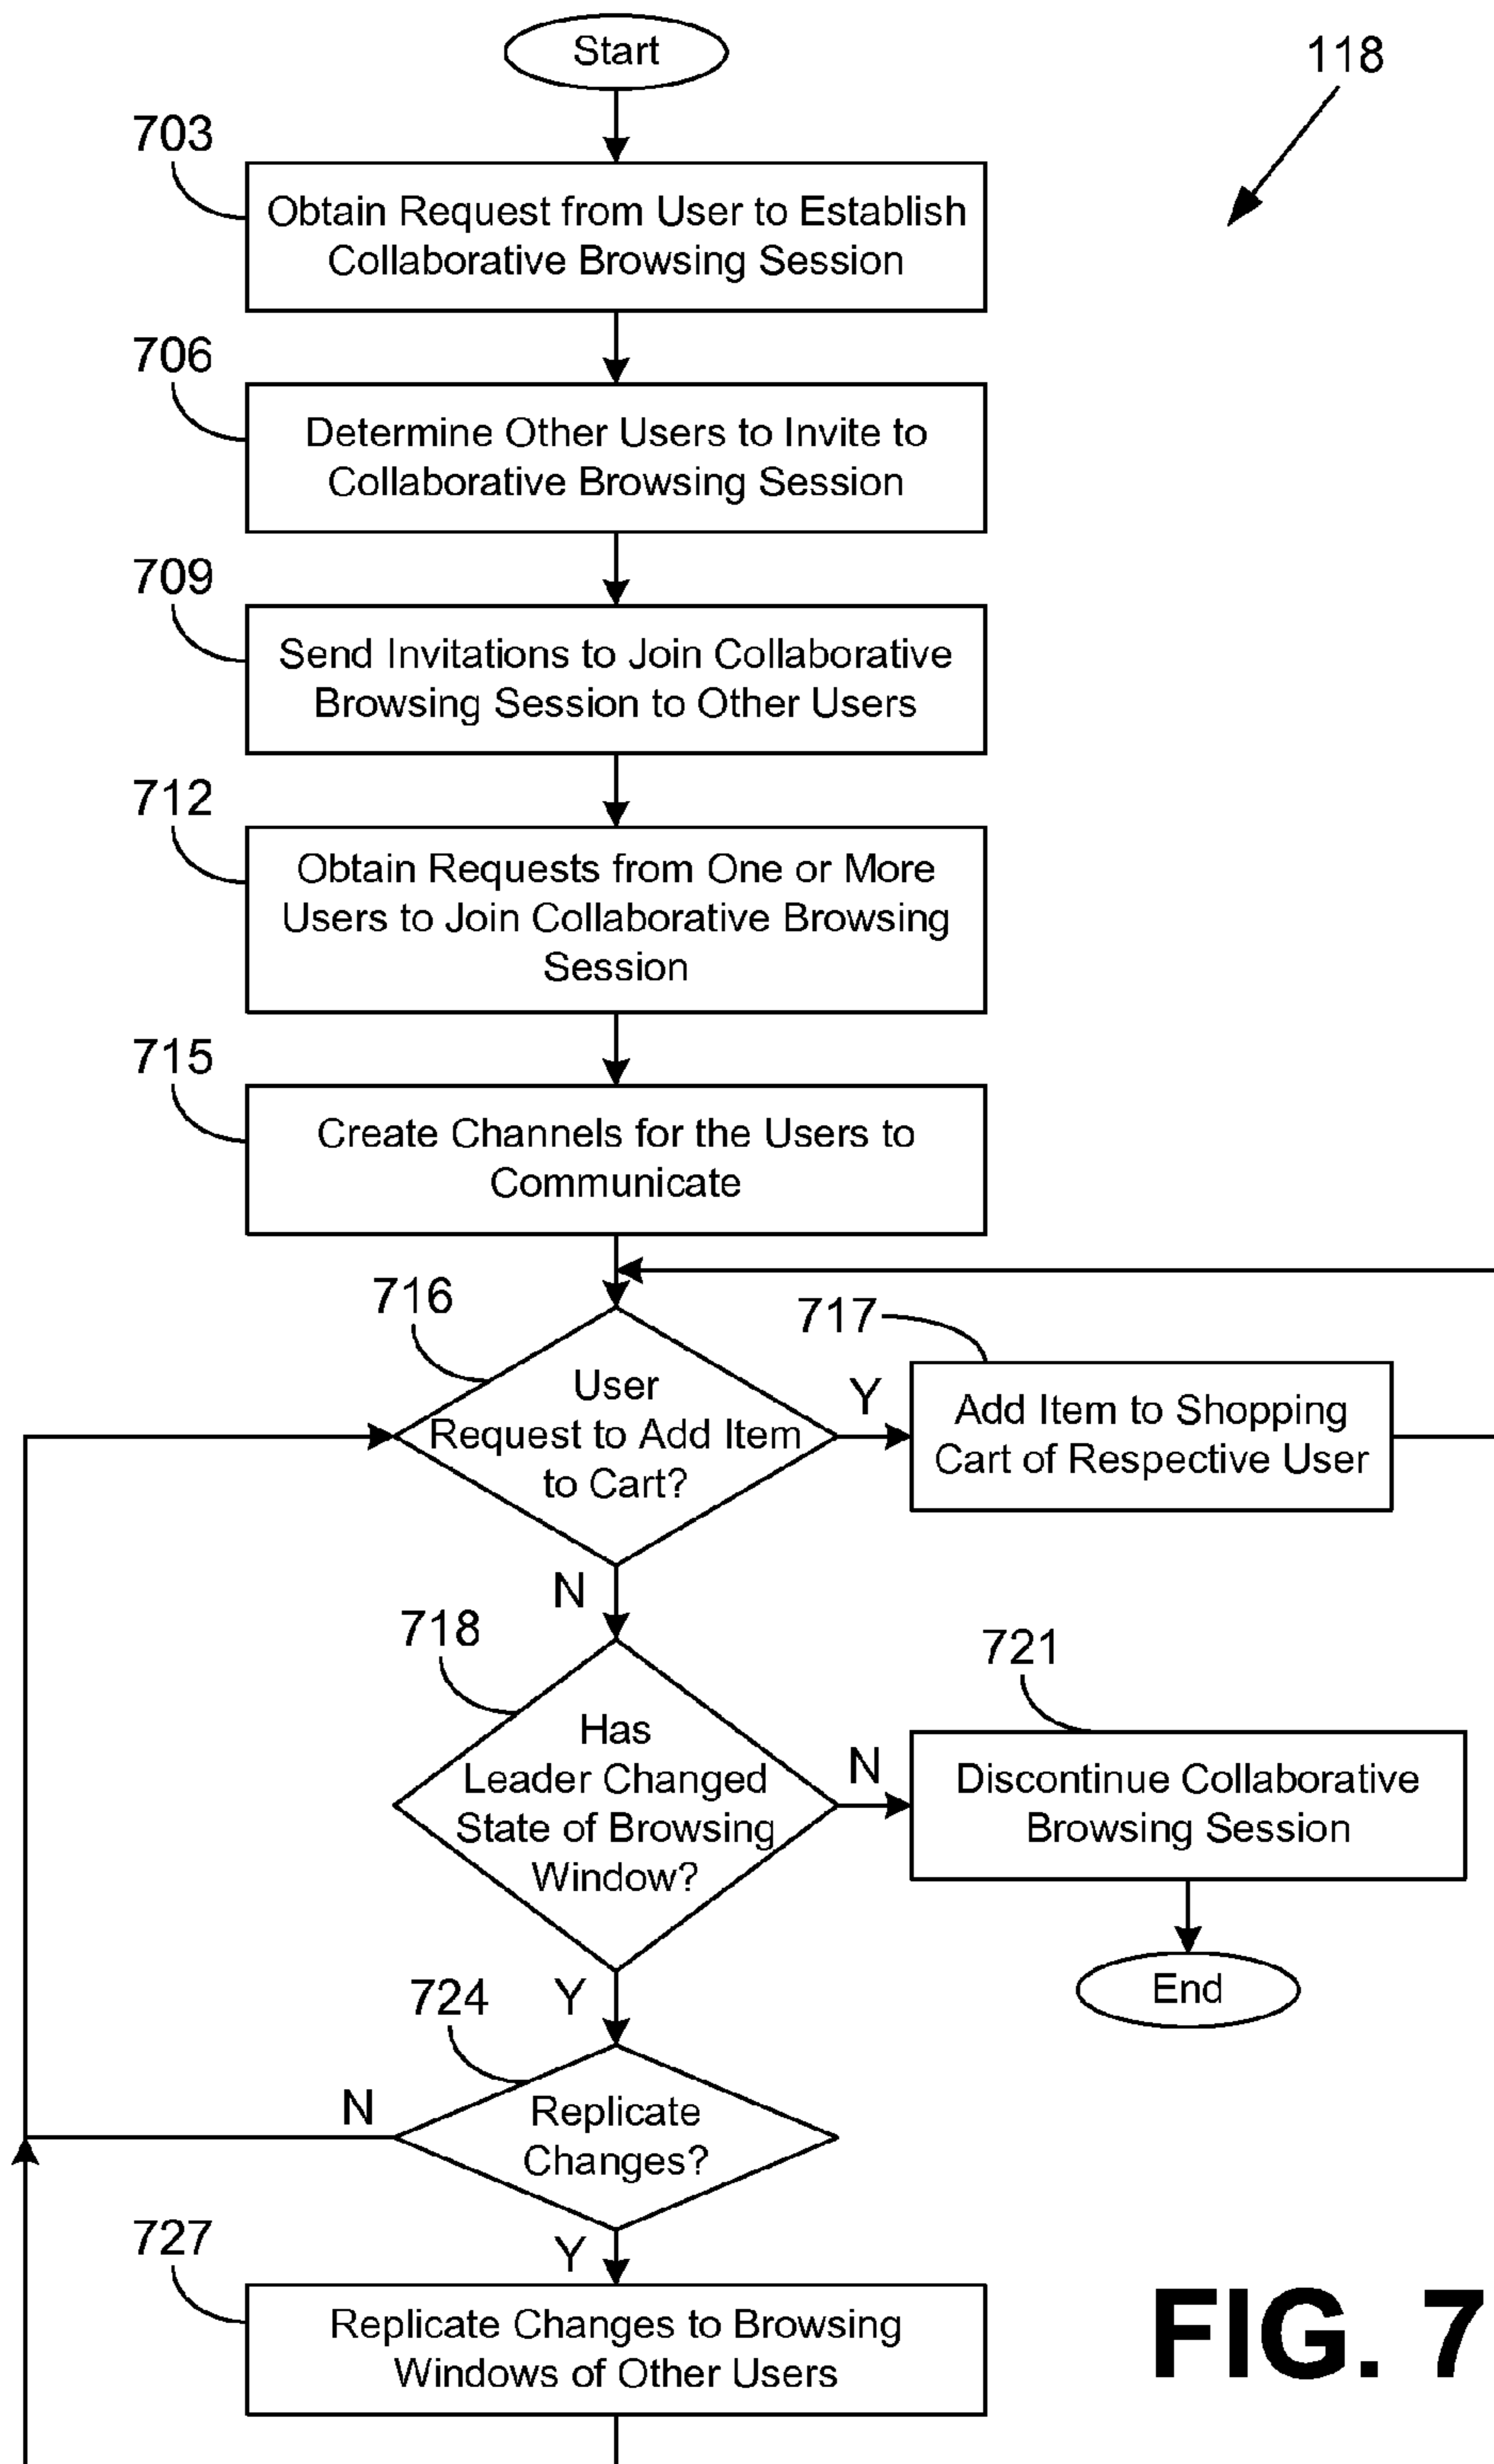 Start
118
703
Obtain Request from User to Establish
Collaborative Browsing Session
706
Determine Other Users to Invite to
Collaborative Browsing Session
709
Send Invitations to Join Collaborative
Browsing Session to Other Users
712
Obtain Requests from One or More
Users to Join Collaborative Browsing
Session
715
Create Channels for the Users to
Communicate
716
User
Request to Add Item
to Cart?
Y
717
Add Item to Shopping
Cart of Respective User
N
718
Has
Leader Changed
State of Browsing
Window?
N
721
Discontinue Collaborative
Browsing Session
End
Y
724
Replicate
Changes?
N
Y
727
Replicate Changes to Browsing
Windows of Other Users
FIG. 7